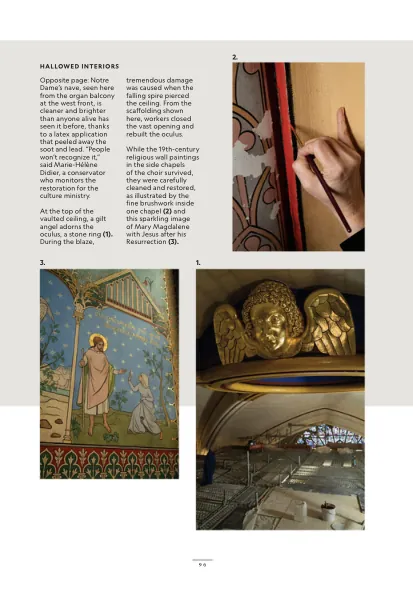 HALLOWED INTERIORS
Opposite page: Notre
Dame's nave, seen here
from the organ balcony
at the west front, is
cleaner and brighter
than anyone alive has
seen it before, thanks
to a latex application
that peeled away the
soot and lead. "People
won't recognize it,"
said Marie-Hélène
Didier, a conservator
who monitors the
restoration for the
culture ministry.
At the top of the
vaulted ceiling, a gilt
angel adorns the
oculus, a stone ring (1).
During the blaze,
tremendous damage
was caused when the
falling spire pierced
the ceiling. From the
scaffolding shown
here, workers closed
the vast opening and
rebuilt the oculus.
While the 19th-century
religious wall paintings
in the side chapels
of the choir survived,
they were carefully
cleaned and restored,
as illustrated by the
fine brushwork inside
one chapel (2) and
this sparkling image
of Mary Magdalene
with Jesus after his
Resurrection (3).
2.
3.
1.
96